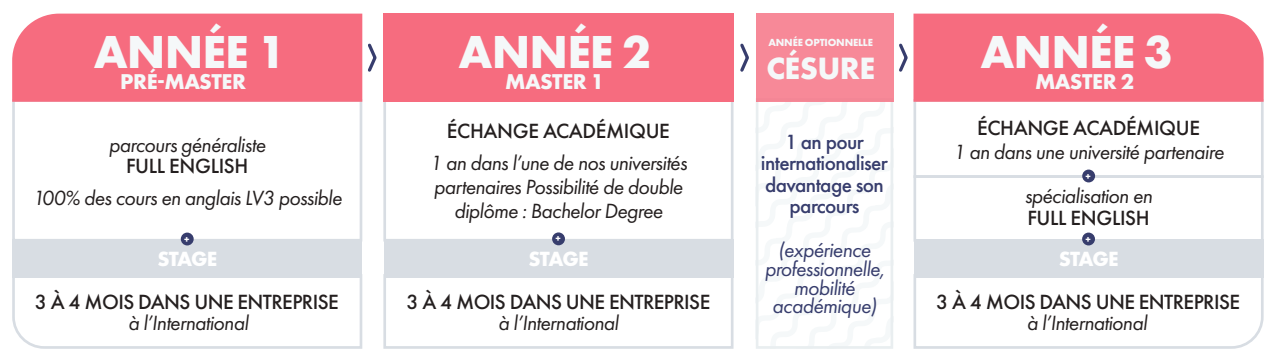 ANNÉE 1
PRÉ-MASTER
parcours généraliste
FULL ENGLISH
100% des cours en anglais LV3 possible
+
STAGE
3 À 4 MOIS DANS UNE ENTREPRISE
à l'International
ANNÉE 2
MASTER 1
ÉCHANGE ACADÉMIQUE
1 an dans l'une de nos universités
partenaires Possibilité de double
diplôme : Bachelor Degree
+
STAGE
3 À 4 MOIS DANS UNE ENTREPRISE
à l'International
ANNÉE OPTIONNELLE
CÉSURE
1 an pour
internationaliser
davantage son
parcours
(expérience
professionnelle,
mobilité
académique)
ANNÉE 3
MASTER 2
ÉCHANGE ACADÉMIQUE
1 an dans une université partenaire
+
spécialisation en
FULL ENGLISH
+
STAGE
3 À 4 MOIS DANS UNE ENTREPRISE
à l'International